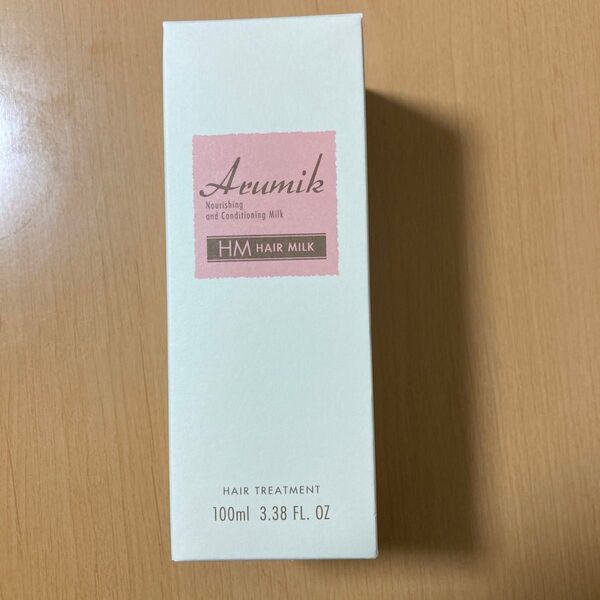 Arumik
Nourishing
and Conditioning Milk
HM HAIR MILK
HAIR TREATMENT
100ml 3.38 FL. OZ